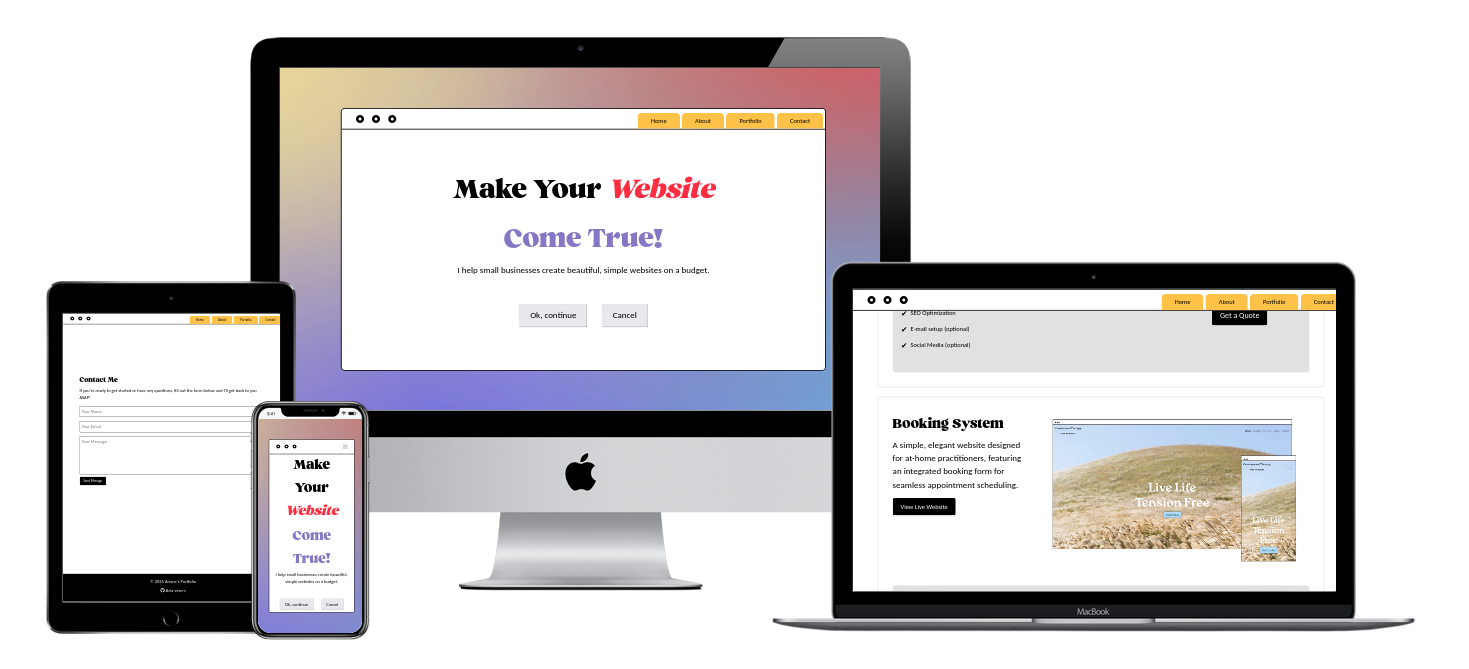 Home About Portfolio Contact
Make Your Website
Come True!
I help small businesses create beautiful, simple websites on a budget.
Ok, continue Cancel
Home About Portfolio Contact
Contact Me
If you're ready to get started or have any questions, fill out the form below and I'll get back to you
ASAP!
Your Name
Your Email
Your Message
Send Message
© 2025 Ariana's Portfolio
9:41
Make
Your
Website
Come
True!
I help small businesses create beautiful,
simple websites on a budget.
Ok, continue Cancel
Home About Portfolio Contact
SEO Optimization
Get a Quote
✔ E-mail setup (optional)
✔ Social Media (optional)
Booking System
A simple, elegant website designed
for at-home practitioners, featuring
an integrated booking form for
seamless appointment scheduling.
View Live Website
Live Life
Tension Free
Live Life
Tension
Free
MacBook